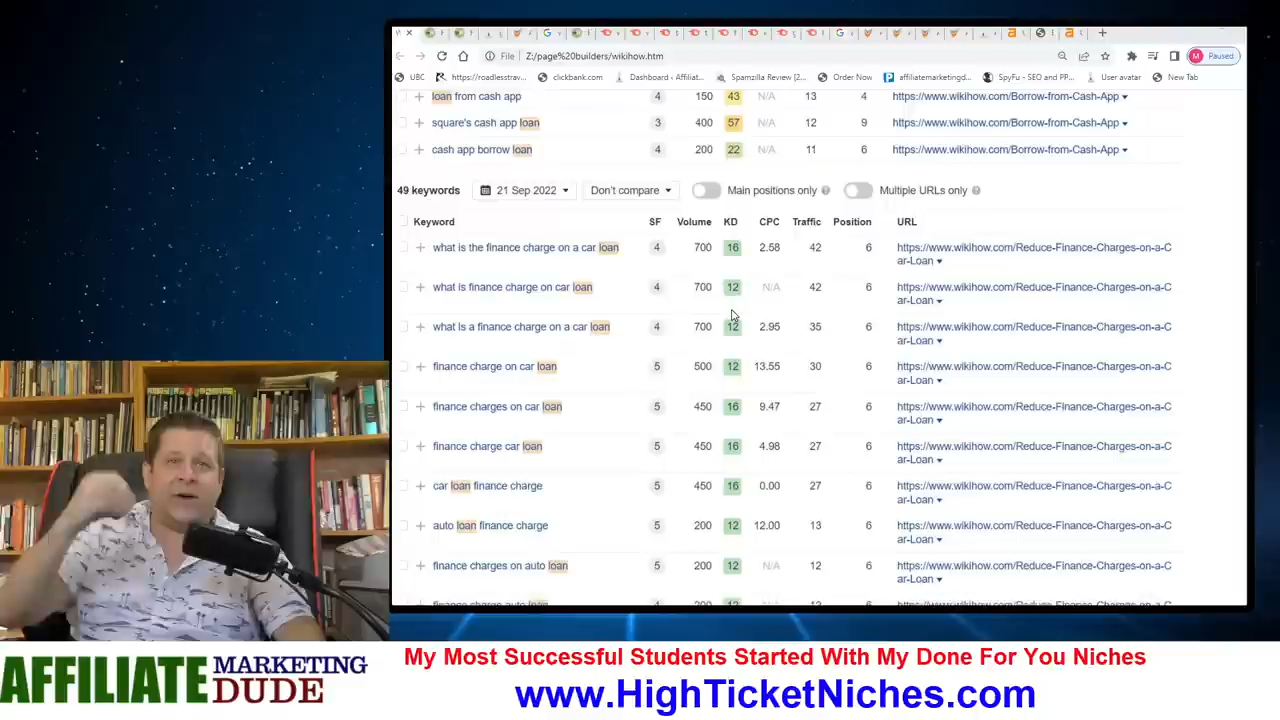 File Z:/page%20builders/wikihow.htm Paused
UBC https://roadlesstrav... clickbank.com Dashboard ‹ Affiliat... Spamzilla Review [2... Order Now affiliatemarketingd... SpyFu - SEO and PP... User avatar New Tab
loan from cash app 4 150 43 N/A 13 4 https://www.wikihow.com/Borrow-from-Cash-App
square's cash app loan 3 400 57 N/A 12 9 https://www.wikihow.com/Borrow-from-Cash-App
cash app borrow loan 4 200 22 N/A 11 6 https://www.wikihow.com/Borrow-from-Cash-App
49 keywords 21 Sep 2022 Don't compare Main positions only Multiple URLs only
Keyword SF Volume KD CPC Traffic Position URL
what is the finance charge on a car loan 4 700 16 2.58 42 6 https://www.wikihow.com/Reduce-Finance-Charges-on-a-C
ar-Loan
what is finance charge on car loan 4 700 12 N/A 42 6 https://www.wikihow.com/Reduce-Finance-Charges-on-a-C
ar-Loan
what is a finance charge on a car loan 4 700 12 2.95 35 6 https://www.wikihow.com/Reduce-Finance-Charges-on-a-C
ar-Loan
finance charge on car loan 5 500 12 13.55 30 6 https://www.wikihow.com/Reduce-Finance-Charges-on-a-C
ar-Loan
finance charges on car loan 5 450 16 9.47 27 6 https://www.wikihow.com/Reduce-Finance-Charges-on-a-C
ar-Loan
finance charge car loan 5 450 16 4.98 27 6 https://www.wikihow.com/Reduce-Finance-Charges-on-a-C
ar-Loan
car loan finance charge 5 450 16 0.00 27 6 https://www.wikihow.com/Reduce-Finance-Charges-on-a-C
ar-Loan
auto loan finance charge 5 200 12 12.00 13 6 https://www.wikihow.com/Reduce-Finance-Charges-on-a-C
ar-Loan
finance charges on auto loan 5 200 12 N/A 12 6 https://www.wikihow.com/Reduce-Finance-Charges-on-a-C
ar-Loan
AFFILIATE MARKETING DUDE
My Most Successful Students Started With My Done For You Niches
www.HighTicketNiches.com